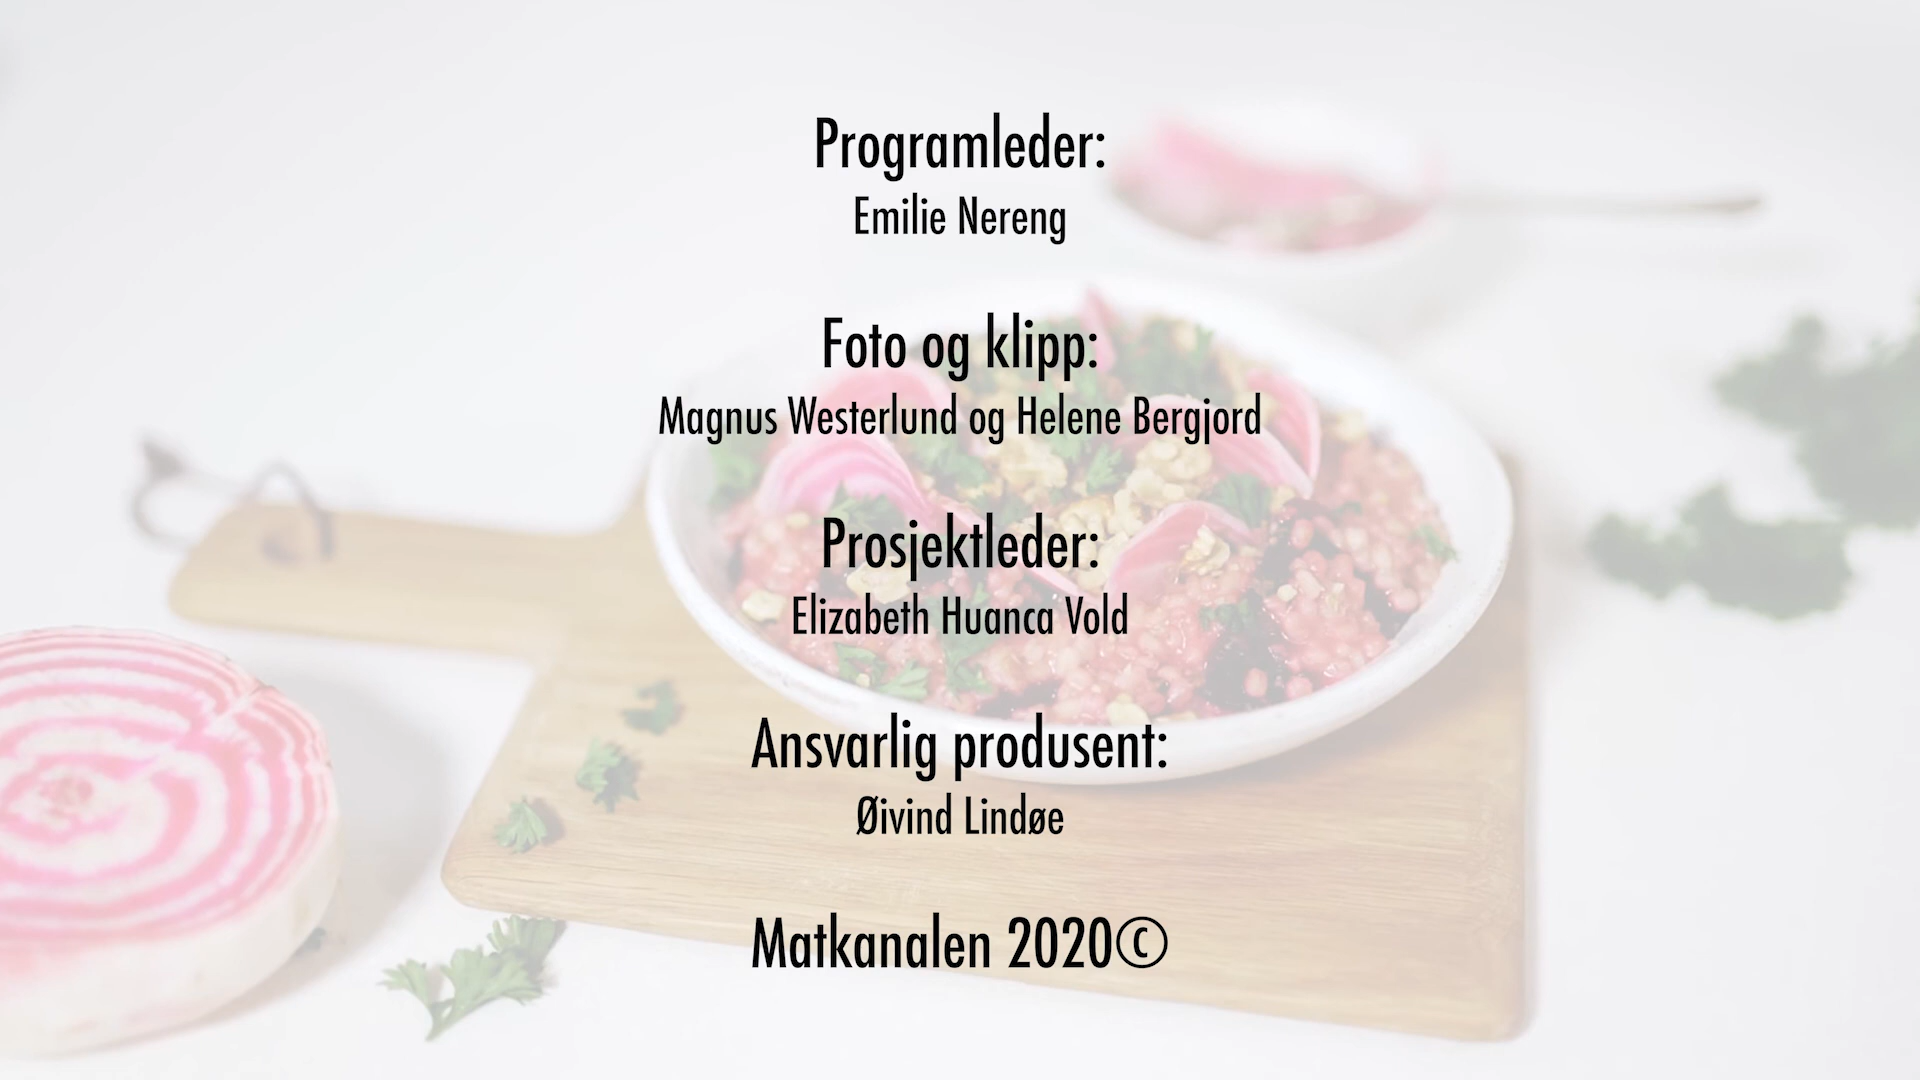 Programleder:
Emilie Nereng
Foto og klipp:
Magnus Westerlund og Helene Bergjord
Prosjektleder:
Elizabeth Huanca Vold
Ansvarlig produsent:
Øivind Lindøe
Matkanalen 2020©